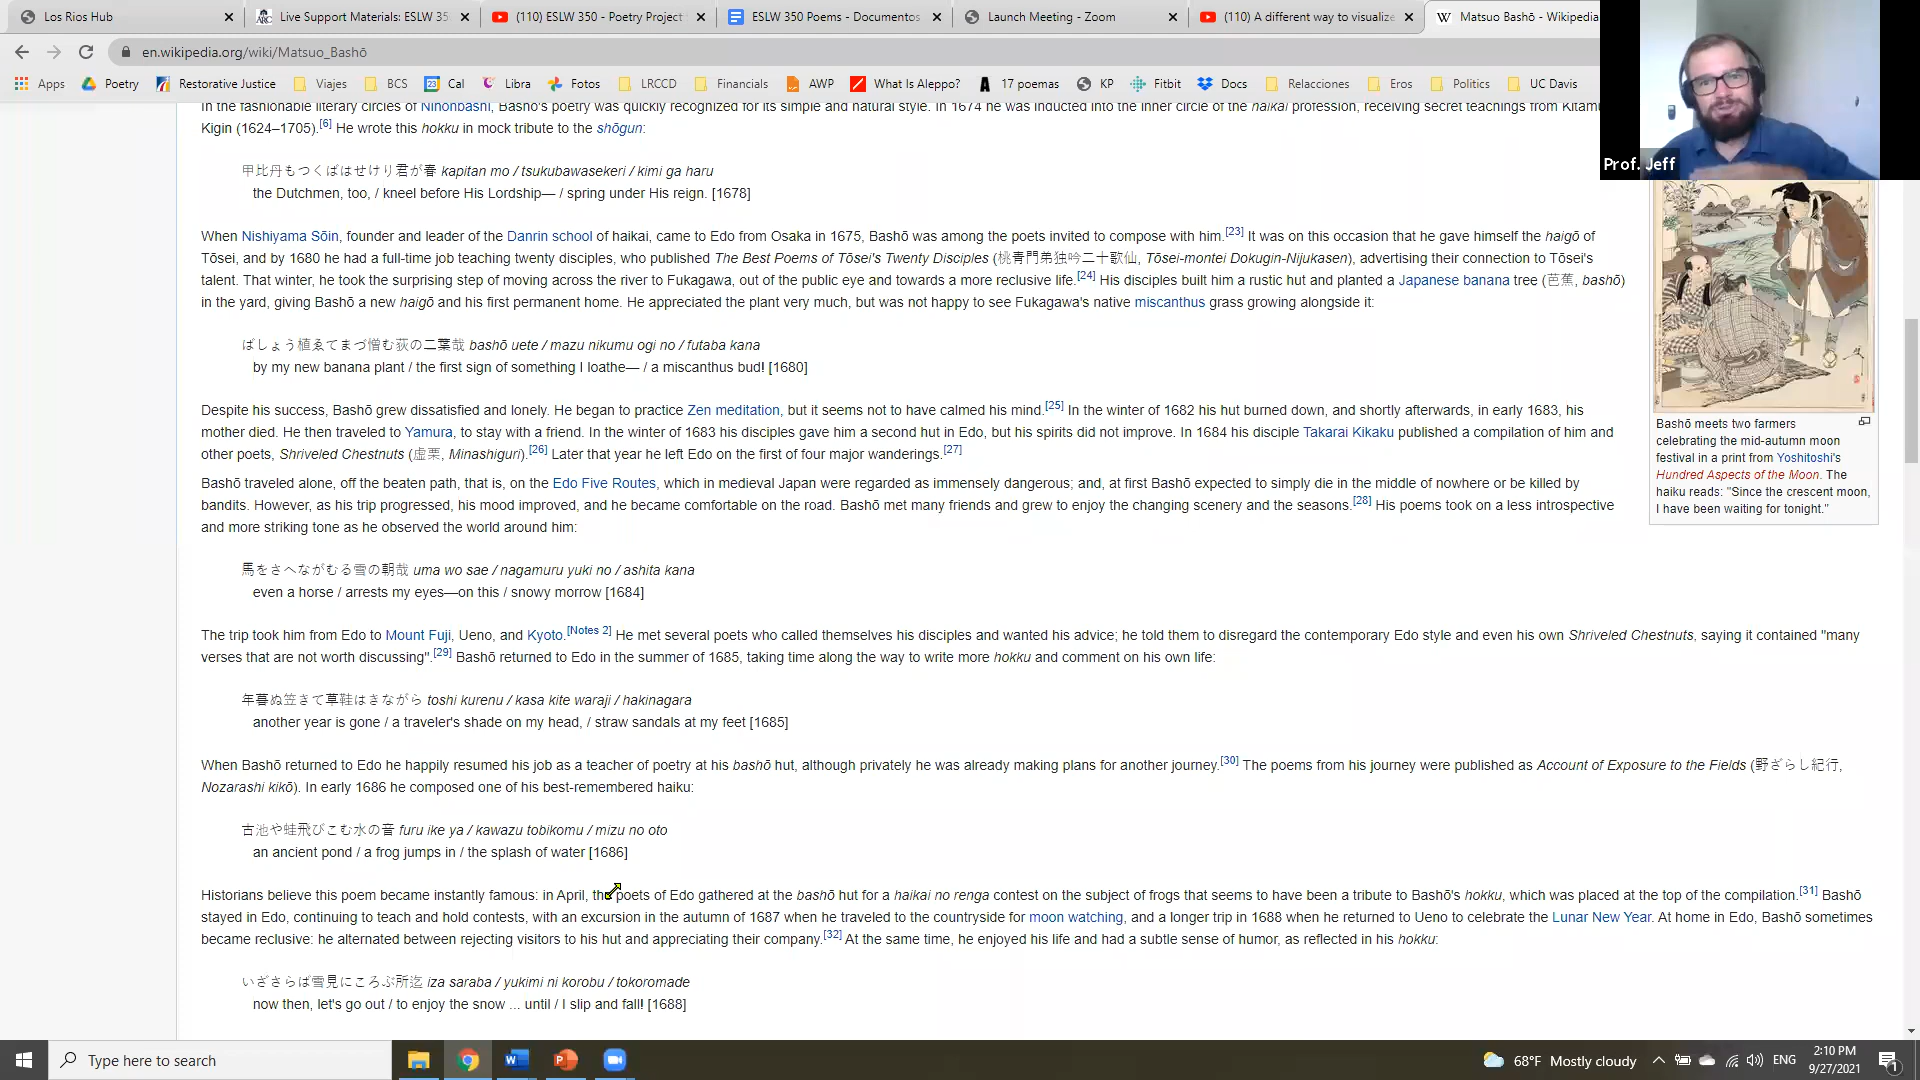 Los Rios Hub
Live Support Materials: ESLW 35
(110) ESLW 350 - Poetry Project
ESLW 350 Poems - Documentos
Launch Meeting - Zoom
(110) A different way to visualize
Matsuo Bashō - Wikipedia
en.wikipedia.org/wiki/Matsuo_Bashō
Apps Poetry Restorative Justice Viajes BCS Cal Libra Fotos LRCCD Financials AWP What Is Aleppo? 17 poemas KP Fitbit Docs Relacciones Eros Politics UC Davis
Prof. Jeff
In the fashionable literary circles of Nihonbashi, Bashō's poetry was quickly recognized for its simple and natural style. In 1674 he was inducted into the inner circle of the haikai profession, receiving secret teachings from Kitamu
Kigin (1624–1705).[6] He wrote this hokku in mock tribute to the shōgun:
甲比丹もつくばはせけり君が春 kapitan mo / tsukubawasekeri / kimi ga haru
the Dutchmen, too, / kneel before His Lordship— / spring under His reign. [1678]
When Nishiyama Sōin, founder and leader of the Danrin school of haikai, came to Edo from Osaka in 1675, Bashō was among the poets invited to compose with him.[23] It was on this occasion that he gave himself the haigō of
Tōsei, and by 1680 he had a full-time job teaching twenty disciples, who published The Best Poems of Tōsei's Twenty Disciples (桃青門弟独吟二十歌仙, Tōsei-montei Dokugin-Nijukasen), advertising their connection to Tōsei's
talent. That winter, he took the surprising step of moving across the river to Fukagawa, out of the public eye and towards a more reclusive life.[24] His disciples built him a rustic hut and planted a Japanese banana tree (芭蕉, bashō)
in the yard, giving Bashō a new haigō and his first permanent home. He appreciated the plant very much, but was not happy to see Fukagawa's native miscanthus grass growing alongside it:
ばしょう植ゑてまづ憎む荻の二葉哉 bashō uete / mazu nikumu ogi no / futaba kana
by my new banana plant / the first sign of something I loathe— / a miscanthus bud! [1680]
Despite his success, Bashō grew dissatisfied and lonely. He began to practice Zen meditation, but it seems not to have calmed his mind.[25] In the winter of 1682 his hut burned down, and shortly afterwards, in early 1683, his
mother died. He then traveled to Yamura, to stay with a friend. In the winter of 1683 his disciples gave him a second hut in Edo, but his spirits did not improve. In 1684 his disciple Takarai Kikaku published a compilation of him and
other poets, Shriveled Chestnuts (虚栗, Minashiguri).[26] Later that year he left Edo on the first of four major wanderings.[27]
Bashō traveled alone, off the beaten path, that is, on the Edo Five Routes, which in medieval Japan were regarded as immensely dangerous; and, at first Bashō expected to simply die in the middle of nowhere or be killed by
bandits. However, as his trip progressed, his mood improved, and he became comfortable on the road. Bashō met many friends and grew to enjoy the changing scenery and the seasons.[28] His poems took on a less introspective
and more striking tone as he observed the world around him:
馬をさへながむる雪の朝哉 uma wo sae / nagamuru yuki no / ashita kana
even a horse / arrests my eyes—on this / snowy morrow [1684]
Bashō meets two farmers
celebrating the mid-autumn moon
festival in a print from Yoshitoshi's
Hundred Aspects of the Moon. The
haiku reads: "Since the crescent moon,
I have been waiting for tonight."
The trip took him from Edo to Mount Fuji, Ueno, and Kyoto.[Notes 2] He met several poets who called themselves his disciples and wanted his advice; he told them to disregard the contemporary Edo style and even his own Shriveled Chestnuts, saying it contained "many
verses that are not worth discussing".[29] Bashō returned to Edo in the summer of 1685, taking time along the way to write more hokku and comment on his own life:
年暮ぬ笠きて草鞋はきながら toshi kurenu / kasa kite waraji / hakinagara
another year is gone / a traveler's shade on my head, / straw sandals at my feet [1685]
When Bashō returned to Edo he happily resumed his job as a teacher of poetry at his bashō hut, although privately he was already making plans for another journey.[30] The poems from his journey were published as Account of Exposure to the Fields (野ざらし紀行,
Nozarashi kikō). In early 1686 he composed one of his best-remembered haiku:
古池や蛙飛びこむ水の音 furu ike ya / kawazu tobikomu / mizu no oto
an ancient pond / a frog jumps in / the splash of water [1686]
Historians believe this poem became instantly famous: in April, the poets of Edo gathered at the bashō hut for a haikai no renga contest on the subject of frogs that seems to have been a tribute to Bashō's hokku, which was placed at the top of the compilation.[31] Bashō
stayed in Edo, continuing to teach and hold contests, with an excursion in the autumn of 1687 when he traveled to the countryside for moon watching, and a longer trip in 1688 when he returned to Ueno to celebrate the Lunar New Year. At home in Edo, Bashō sometimes
became reclusive: he alternated between rejecting visitors to his hut and appreciating their company.[32] At the same time, he enjoyed his life and had a subtle sense of humor, as reflected in his hokku:
いざさらば雪見にころぶ所迄 iza saraba / yukimi ni korobu / tokoromade
now then, let's go out / to enjoy the snow ... until / I slip and fall! [1688]
Type here to search
68°F Mostly cloudy
ENG
2:10 PM
9/27/2021
1